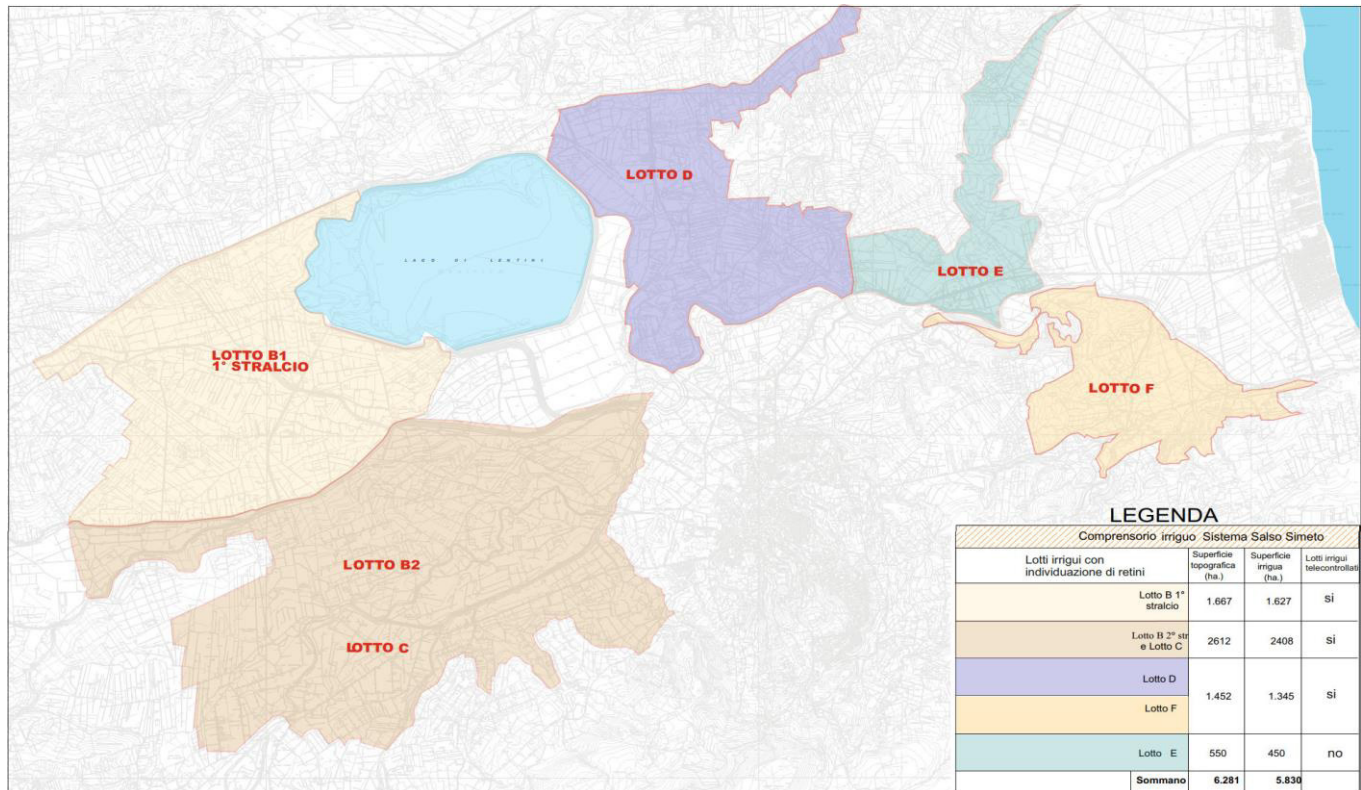 LOTTO D
LAGO DI LENTINI
LOTTO E
LOTTO B1
1° STRALCIO
LOTTO F
LOTTO B2
LOTTO C
LEGENDA
Comprensorio irriguo Sistema Salso Simeto
Lotti irrigui con
individuazione di retini
Superficie
topografica
(ha.)
Superficie
irrigua
(ha.)
Lotti irrigui
telecontrollati
Lotto B 1°
stralcio
1.667
1.627
si
Lotto B 2° str
e Lotto C
2612
2408
si
Lotto D
Lotto F
1.452
1.345
si
Lotto E
550
450
no
Sommano
6.281
5.830